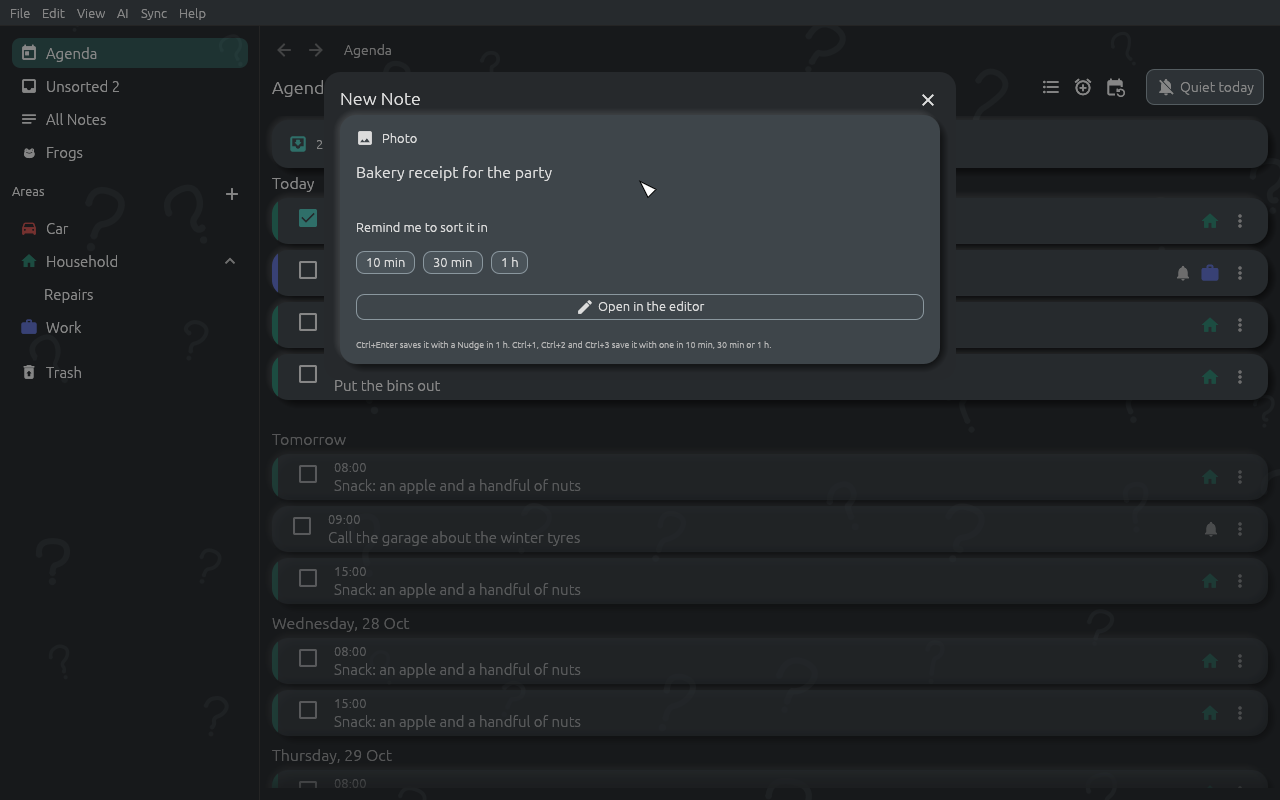 File Edit View AI Sync Help
Agenda
Unsorted 2
All Notes
Frogs
Areas
Car
Household
Repairs
Work
Trash
Agenda
Agend
Quiet today
2
Today
New Note
Photo
Bakery receipt for the party
Remind me to sort it in
10 min 30 min 1 h
Open in the editor
Ctrl+Enter saves it with a Nudge in 1 h. Ctrl+1, Ctrl+2 and Ctrl+3 save it with one in 10 min, 30 min or 1 h.
Put the bins out
Tomorrow
08:00
Snack: an apple and a handful of nuts
09:00
Call the garage about the winter tyres
15:00
Snack: an apple and a handful of nuts
Wednesday, 28 Oct
08:00
Snack: an apple and a handful of nuts
15:00
Snack: an apple and a handful of nuts
Thursday, 29 Oct
08:00